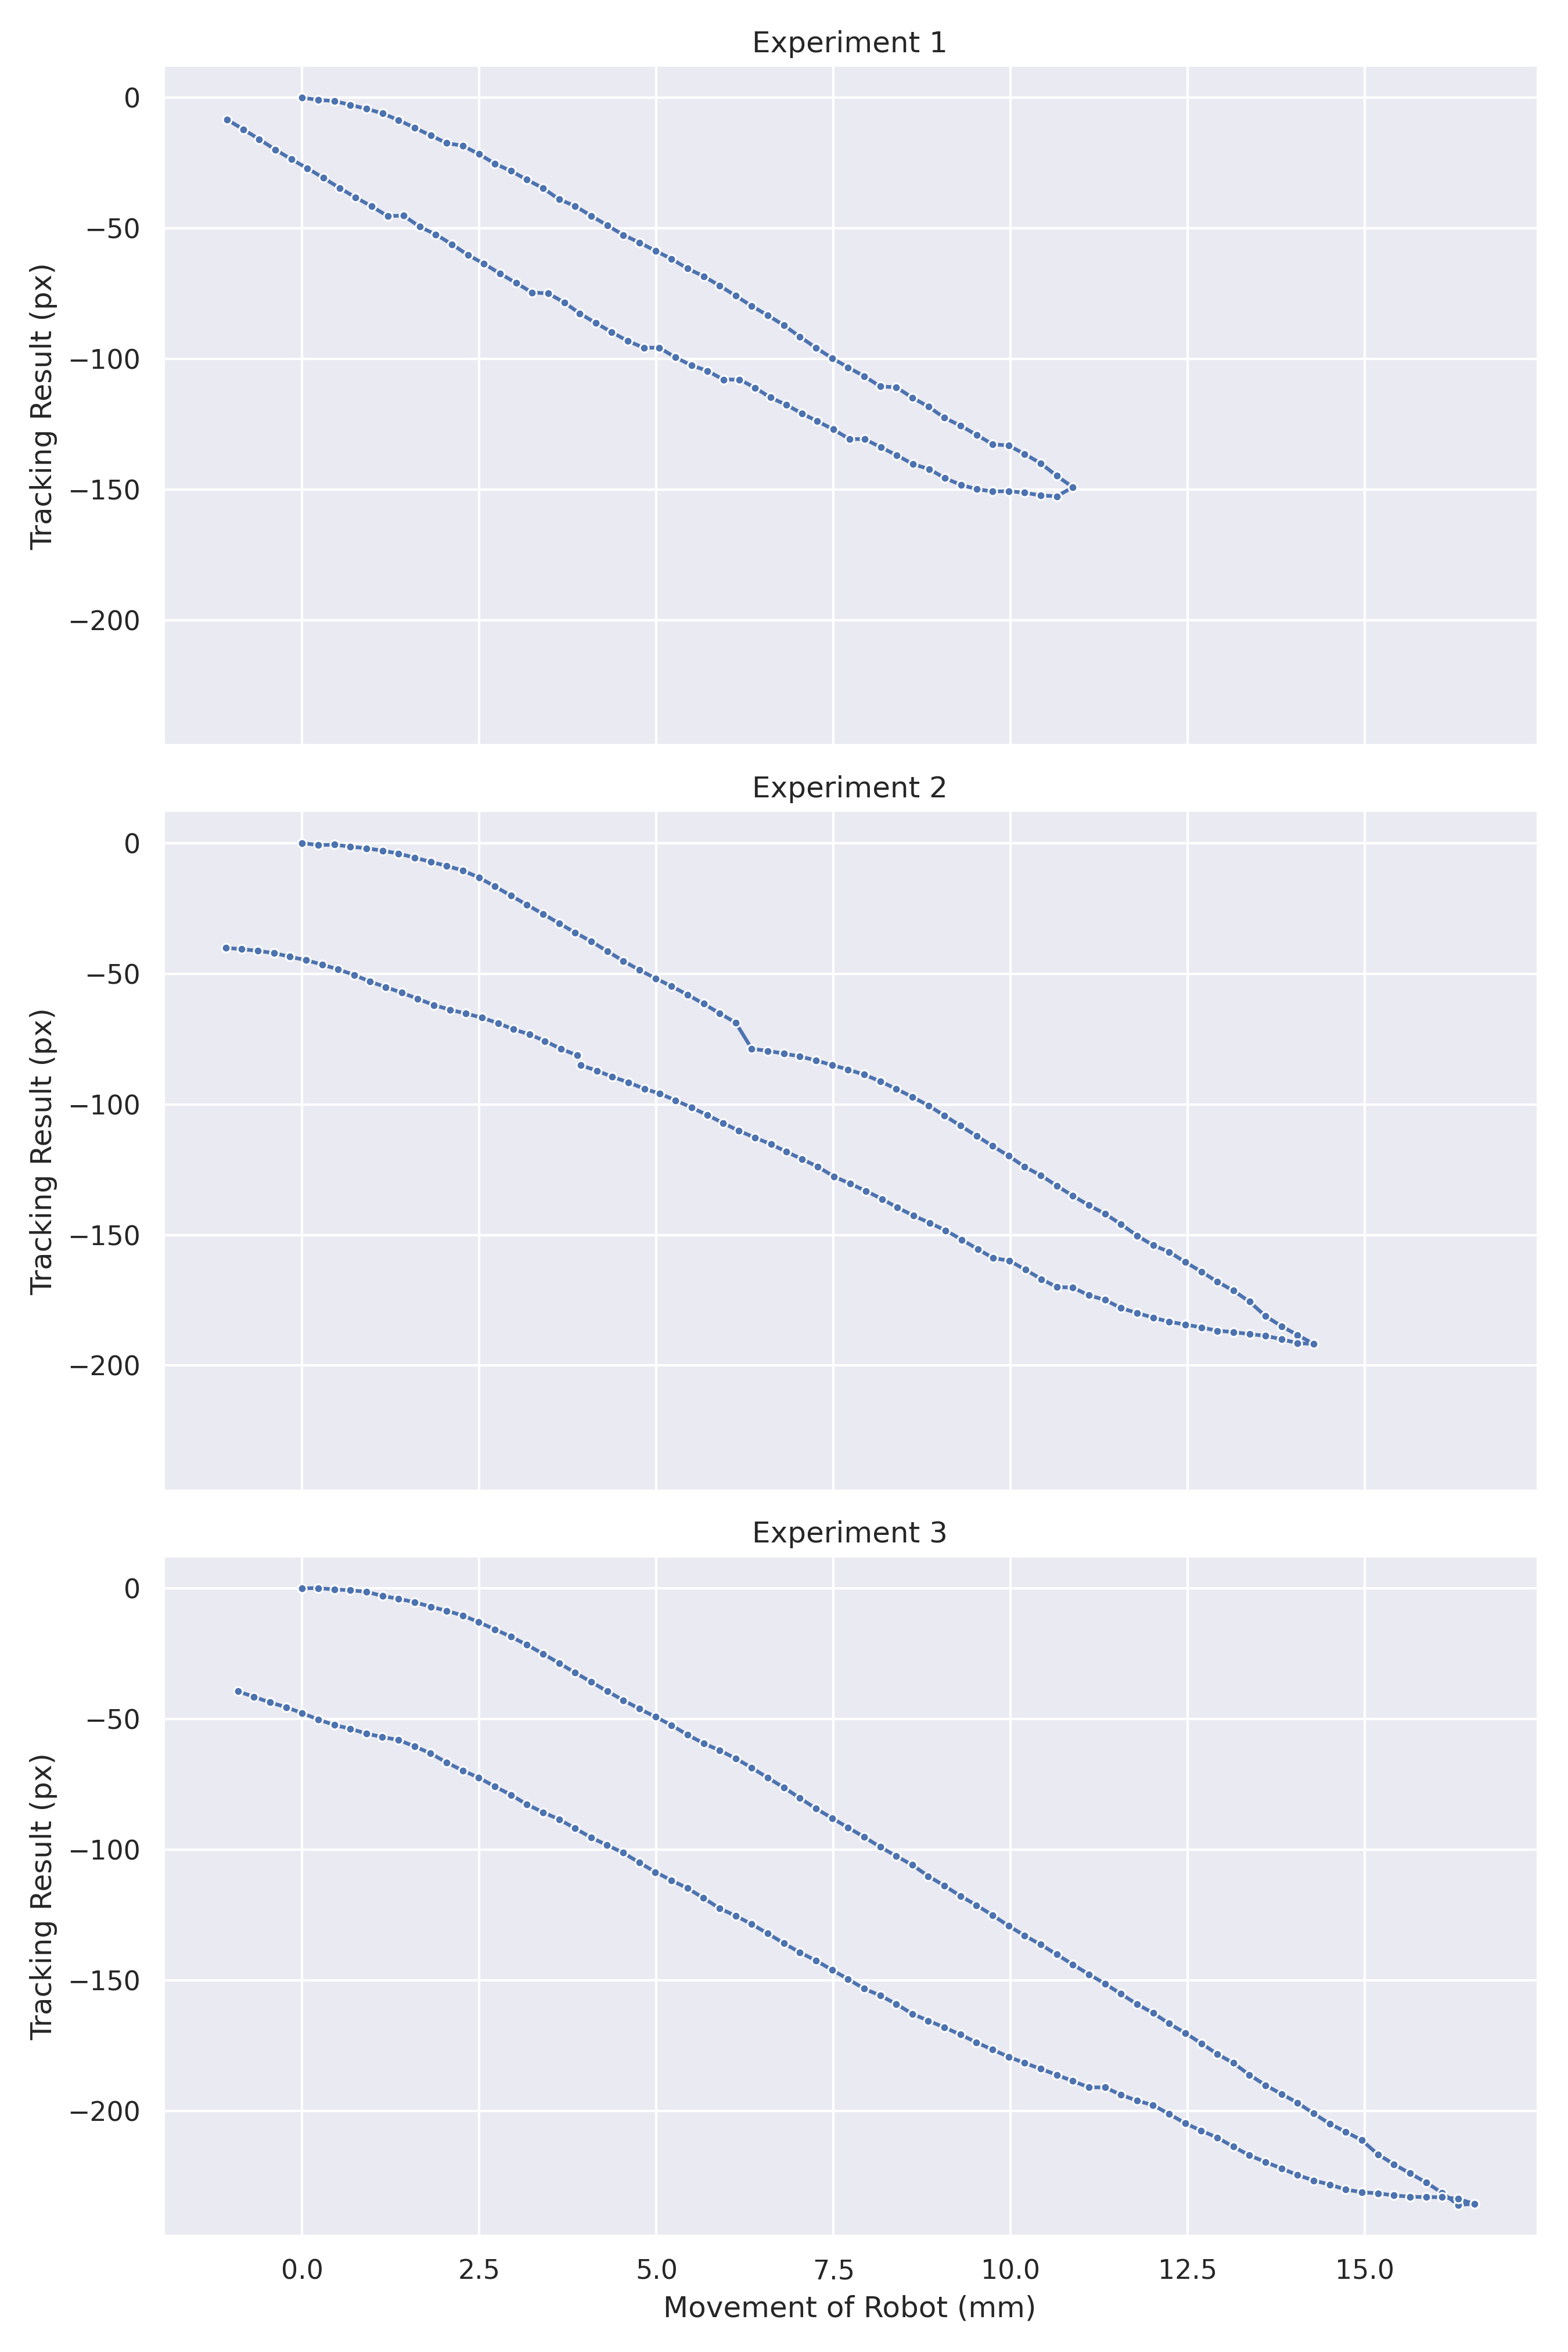 Experiment 1
0
−50
−100
−150
−200
Tracking Result (px)
Experiment 2
0
−50
−100
−150
−200
Tracking Result (px)
Experiment 3
0
−50
−100
−150
−200
Tracking Result (px)
0.0 2.5 5.0 7.5 10.0 12.5 15.0
Movement of Robot (mm)